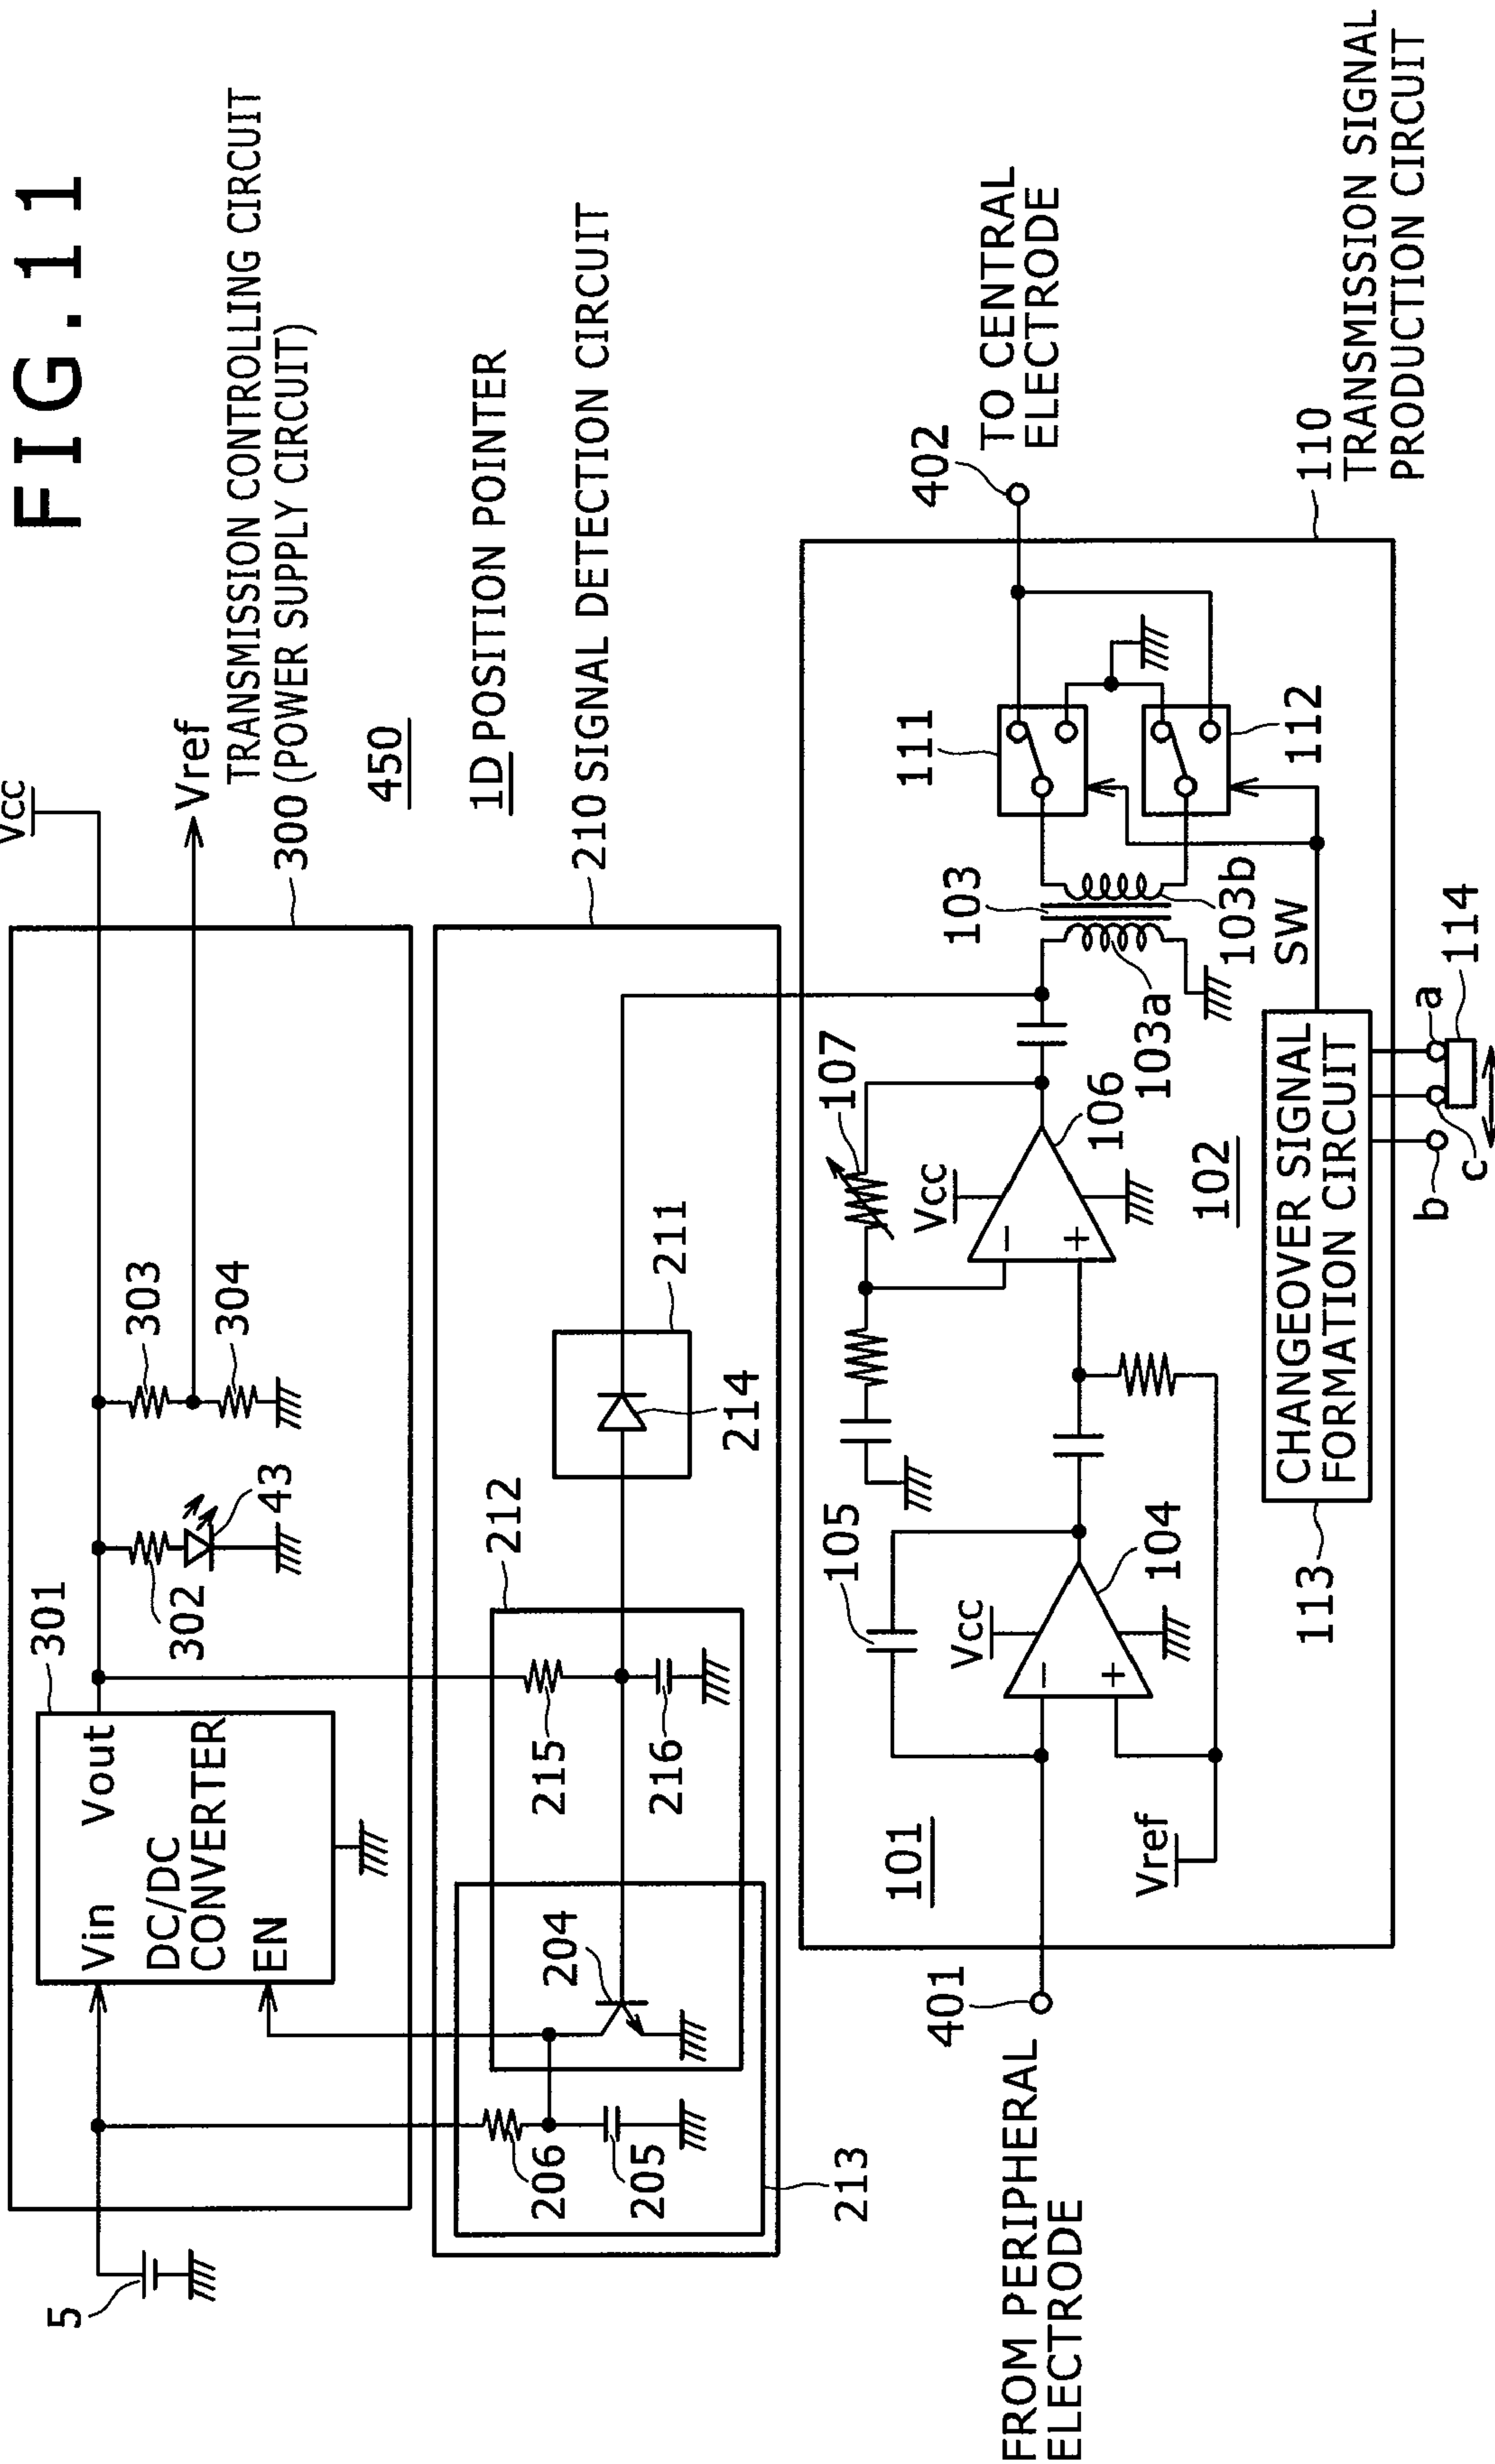 FIG.11
Vcc
Vref
TRANSMISSION CONTROLLING CIRCUIT
300 (POWER SUPPLY CIRCUIT)
450
1D POSITION POINTER
210 SIGNAL DETECTION CIRCUIT
5
301
Vin
Vout
DC/DC
CONVERTER
EN
302
43
303
304
206
205
213
204
212
215
216
214
211
FROM PERIPHERAL
ELECTRODE
401
101
Vref
105
Vcc
−
+
104
107
Vcc
−
+
106
102
103
103a
103b
111
112
SW
402
TO CENTRAL
ELECTRODE
110
TRANSMISSION SIGNAL
PRODUCTION CIRCUIT
113
CHANGEOVER SIGNAL
FORMATION CIRCUIT
b
c
a
114